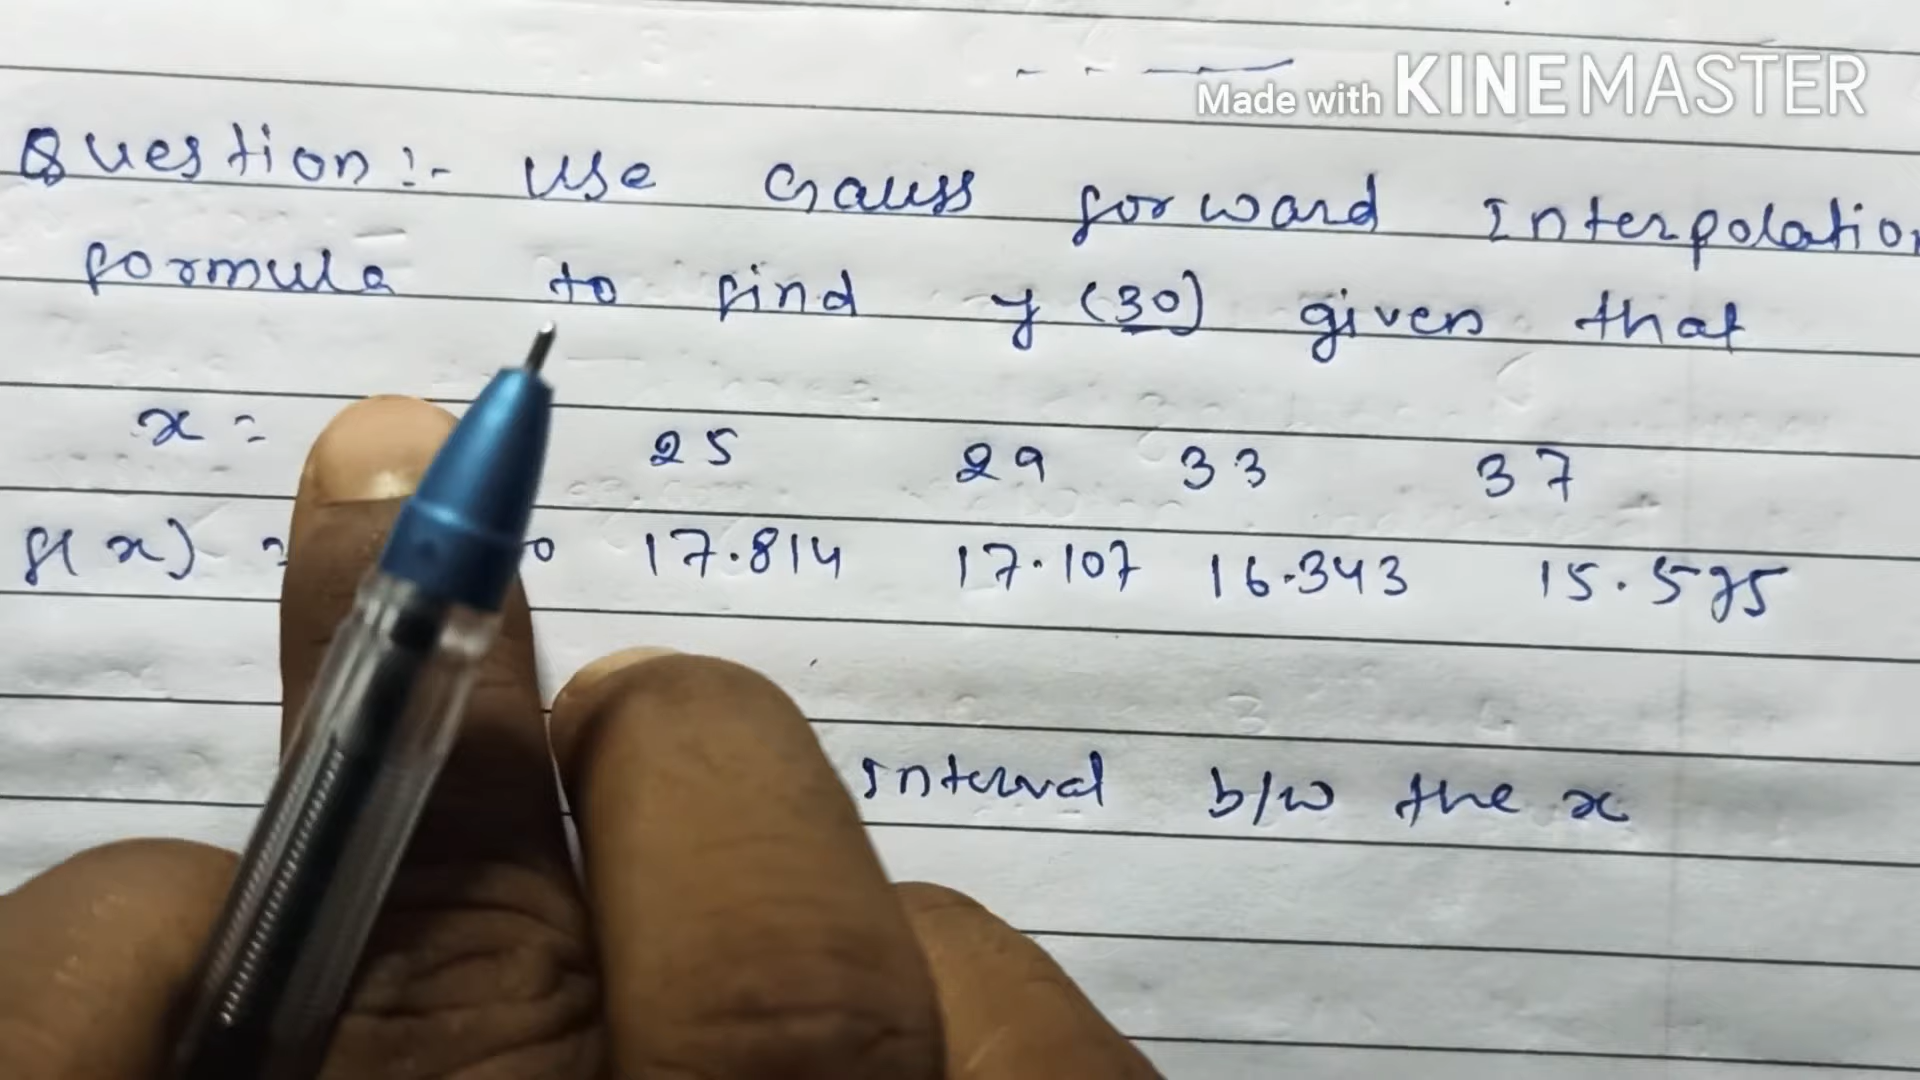 Made with KINEMASTER
Question:- Use Gauss forward Interpolation
formula to find y(30) given that
x = 25 29 33 37
f(x) = 0 17.814 17.107 16.343 15.575
Interval b/w the x